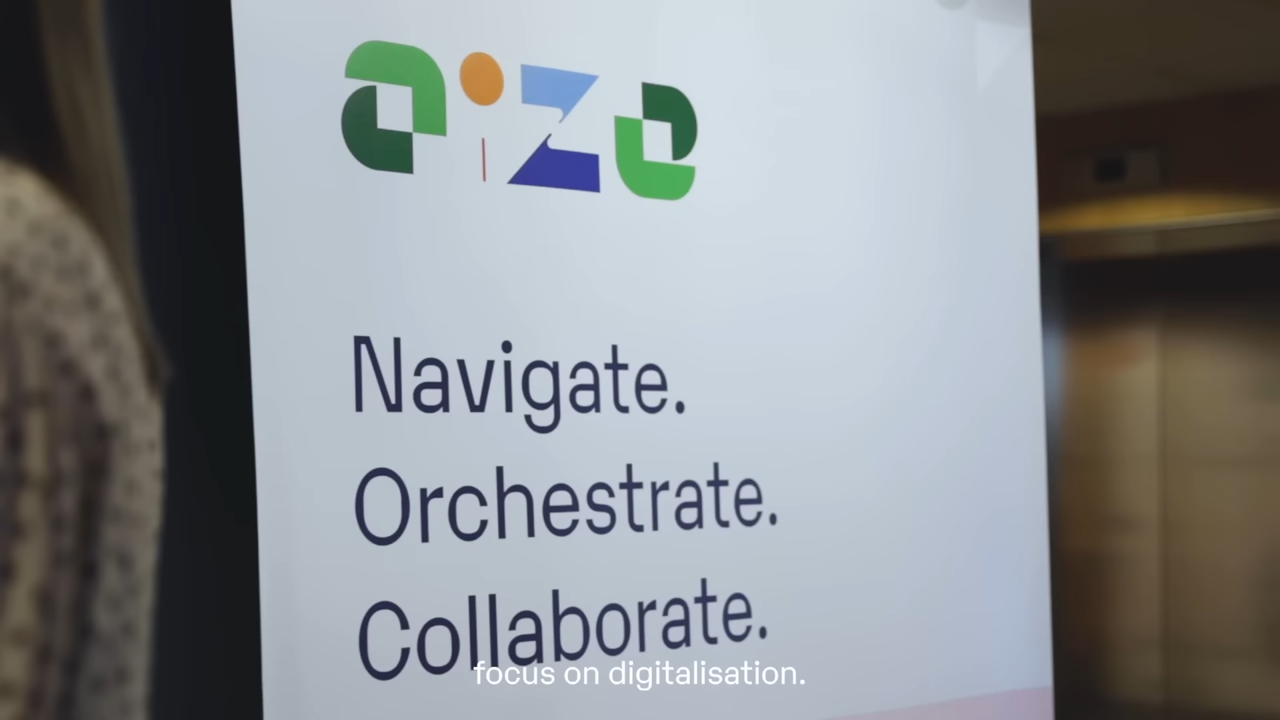 aize
Navigate.
Orchestrate.
Collaborate.
focus on digitalisation.